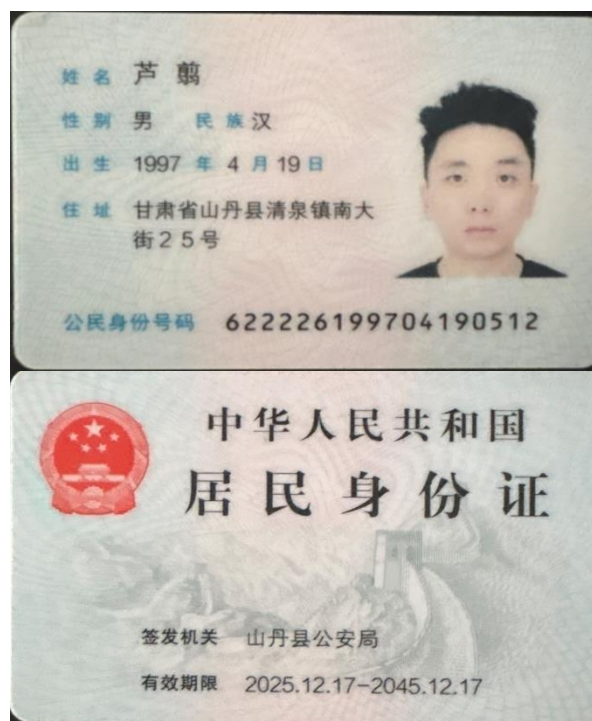 姓名 芦翦
性别 男 民族 汉
出生 1997 年 4 月 19 日
住址 甘肃省山丹县清泉镇南大
街25号
公民身份号码 622226199704190512
中华人民共和国
居民身份证
签发机关 山丹县公安局
有效期限 2025.12.17-2045.12.17